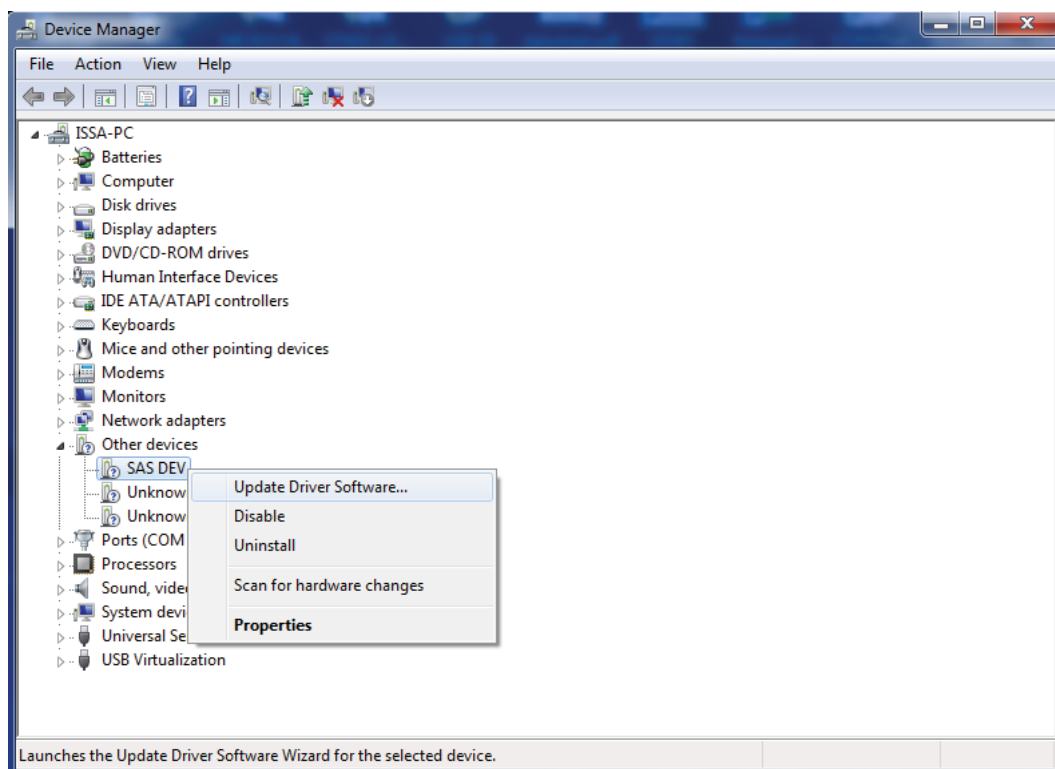 Device Manager
File Action View Help
ISSA-PC
Batteries
Computer
Disk drives
Display adapters
DVD/CD-ROM drives
Human Interface Devices
IDE ATA/ATAPI controllers
Keyboards
Mice and other pointing devices
Modems
Monitors
Network adapters
Other devices
SAS DEV
Unknow
Unknow
Ports (COM
Processors
Sound, vide
System devi
Universal Se
USB Virtualization
Update Driver Software...
Disable
Uninstall
Scan for hardware changes
Properties
Launches the Update Driver Software Wizard for the selected device.